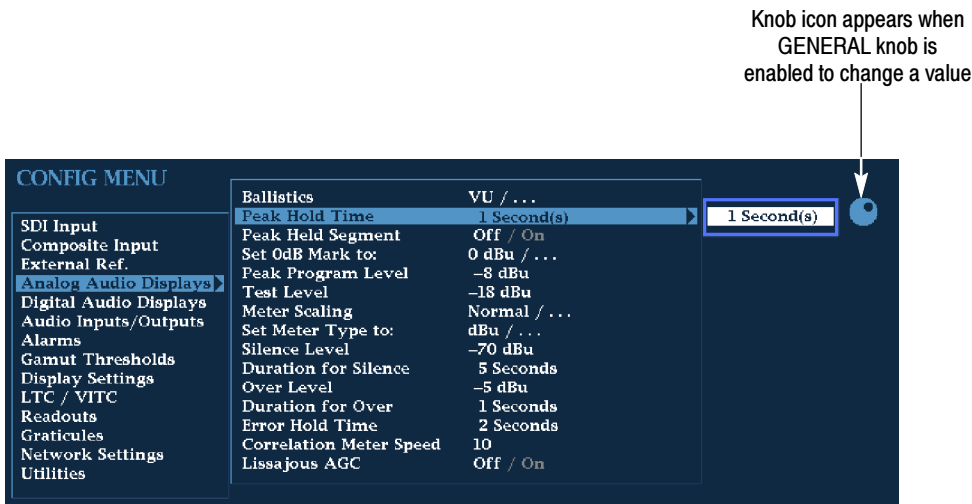 Knob icon appears when
GENERAL knob is
enabled to change a value
CONFIG MENU
SDI Input
Composite Input
External Ref.
Analog Audio Displays
Digital Audio Displays
Audio Inputs/Outputs
Alarms
Gamut Thresholds
Display Settings
LTC / VITC
Readouts
Graticules
Network Settings
Utilities
Ballistics VU / . . .
Peak Hold Time 1 Second(s)
Peak Held Segment Off / On
Set 0dB Mark to: 0 dBu / . . .
Peak Program Level –8 dBu
Test Level –18 dBu
Meter Scaling Normal / . . .
Set Meter Type to: dBu / . . .
Silence Level –70 dBu
Duration for Silence 5 Seconds
Over Level –5 dBu
Duration for Over 1 Seconds
Error Hold Time 2 Seconds
Correlation Meter Speed 10
Lissajous AGC Off / On
1 Second(s)